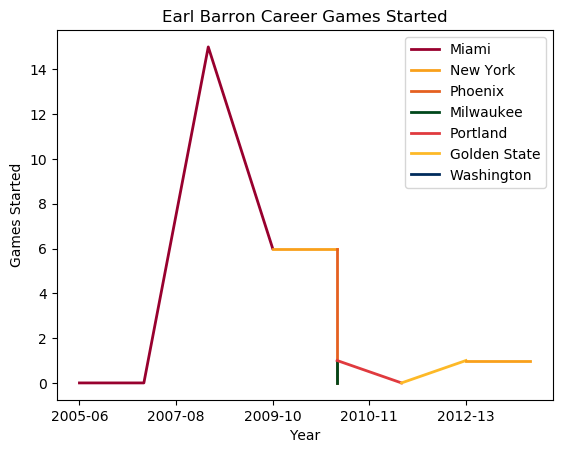 Earl Barron Career Games Started
Games Started
14
12
10
8
6
4
2
0
Miami
New York
Phoenix
Milwaukee
Portland
Golden State
Washington
2005-06 2007-08 2009-10 2010-11 2012-13
Year